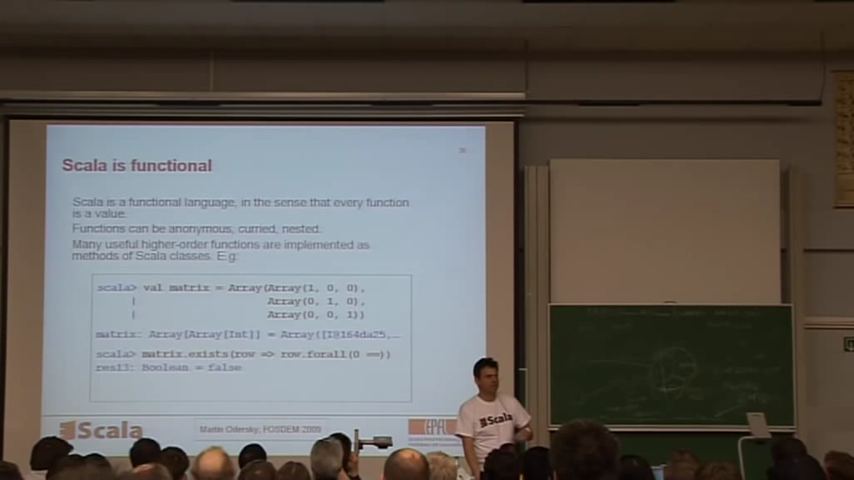 Scala is functional
Scala is a functional language, in the sense that every function
is a value.
Functions can be anonymous, curried, nested.
Many useful higher-order functions are implemented as
methods of Scala classes. E.g:
scala> val matrix = Array(Array(1, 0, 0),
| Array(0, 1, 0),
| Array(0, 0, 1))
matrix: Array[Array[Int]] = Array([I@164da25,…
scala> matrix.exists(row => row.forall(0 ==))
res13: Boolean = false
Scala
Martin Odersky, FOSDEM 2009
EPFL
Scala